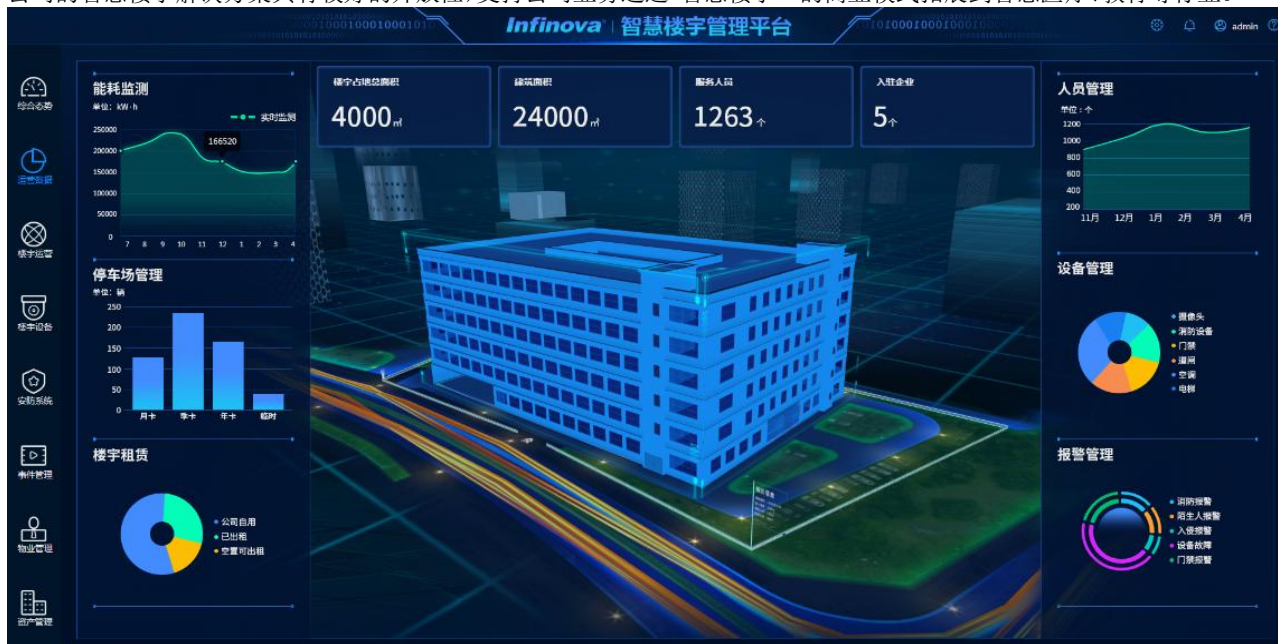 Infinova | 智慧楼宇管理平台
admin
综合态势
运营数据
楼宇运营
楼宇设备
安防系统
事件管理
物业管理
资产管理
能耗监测
单位：kW·h
实时监测
250000
200000
150000
100000
50000
0
166520
7 8 9 10 11 12 1 2 3 4
停车场管理
单位：辆
250
200
150
100
50
0
月卡 季卡 年卡 临时
楼宇租赁
公司自用
已出租
空置可出租
楼宇占地总面积
4000㎡
建筑面积
24000㎡
服务人员
1263个
入驻企业
5个
人员管理
单位：个
1200
1000
800
600
400
200
11月 12月 1月 2月 3月 4月
设备管理
摄像头
消防设备
门禁
道闸
空调
电梯
报警管理
消防报警
陌生人报警
入侵报警
设备故障
门禁报警